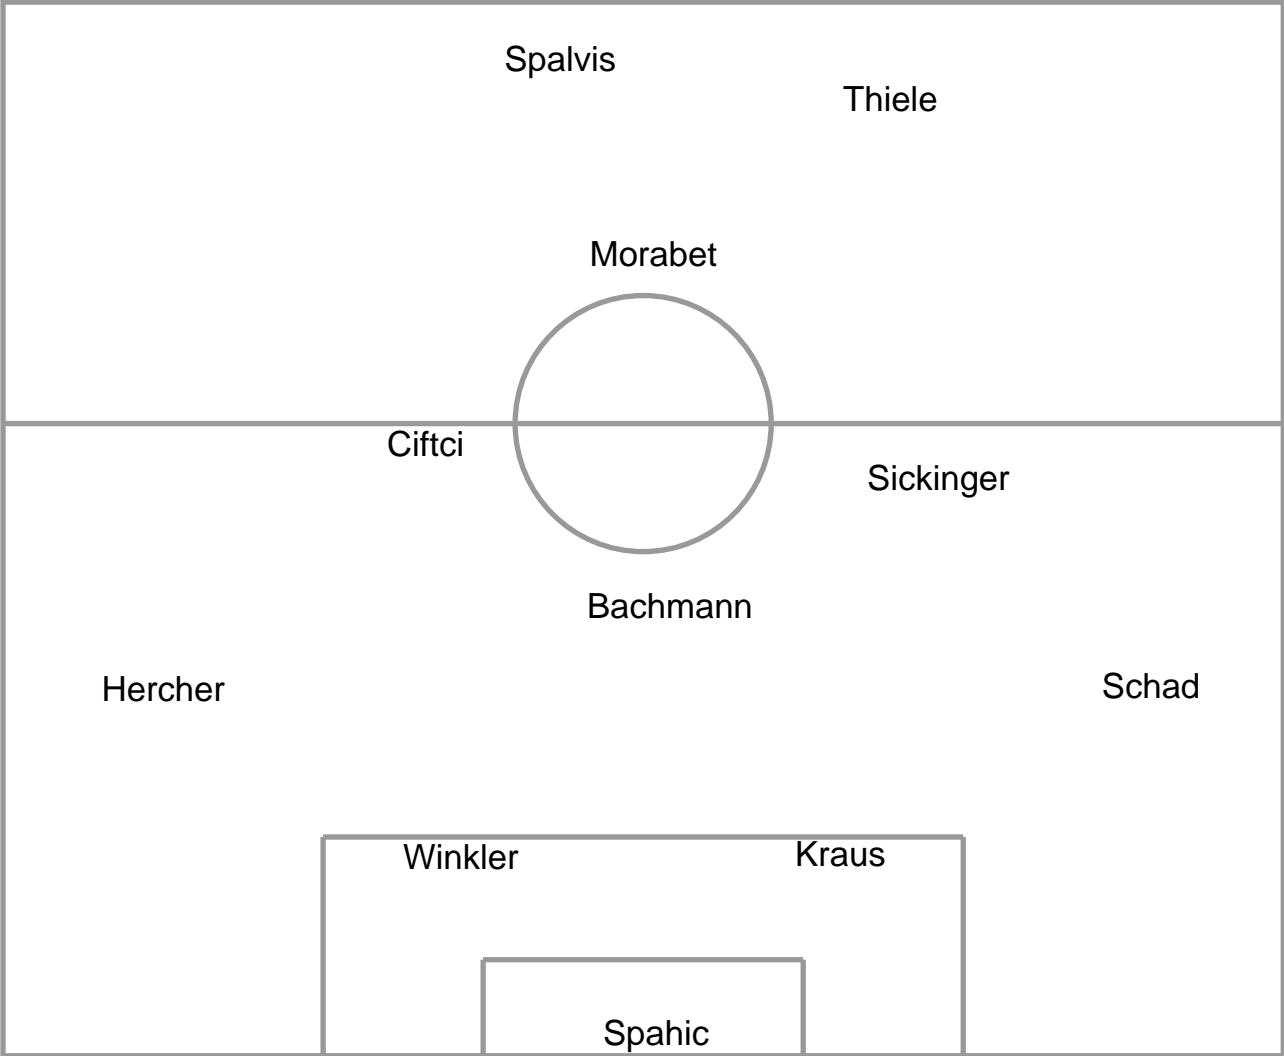 Spalvis
Thiele
Morabet
Ciftci
Sickinger
Bachmann
Hercher
Schad
Winkler
Kraus
Spahic